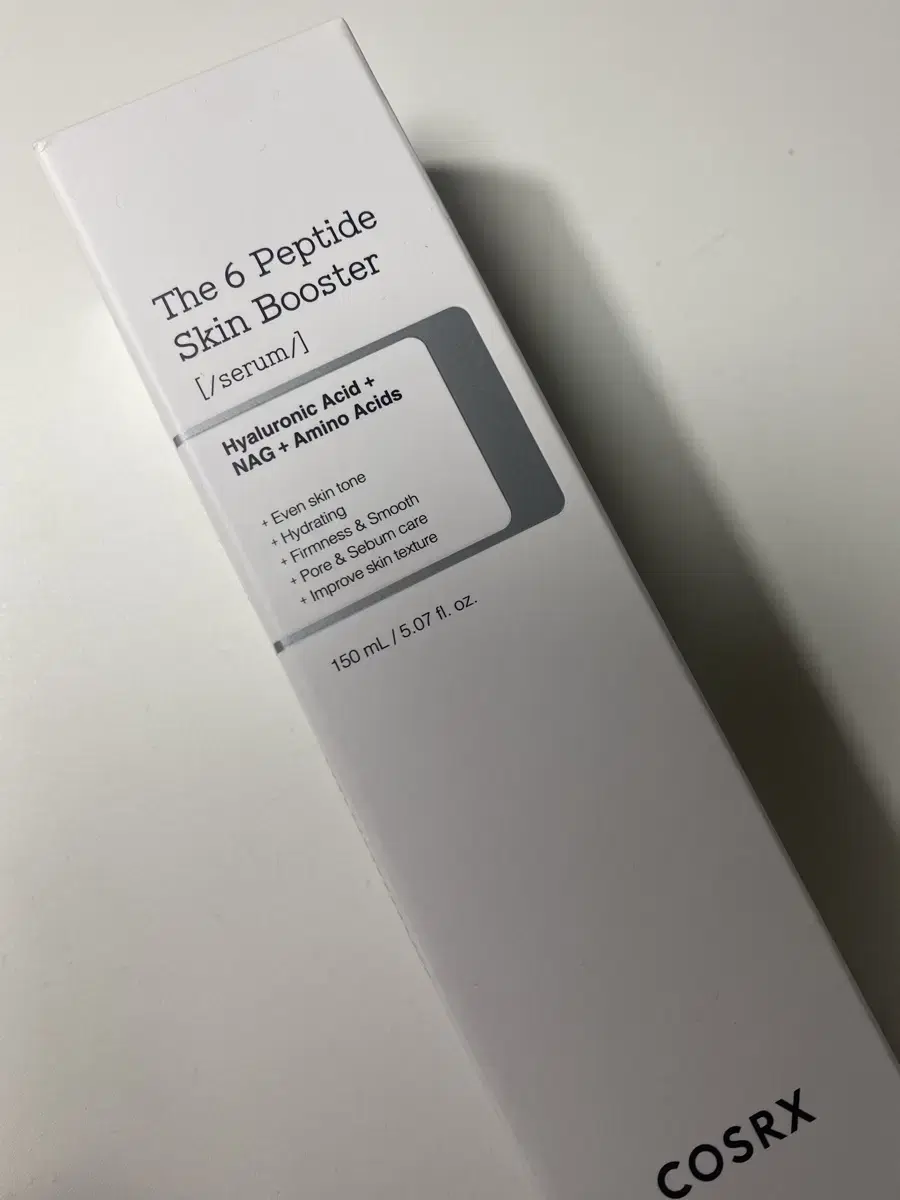 The 6 Peptide
Skin Booster
[/serum/]
Hyaluronic Acid +
NAG + Amino Acids
+ Even skin tone
+ Hydrating
+ Firmness & Smooth
+ Pore & Sebum care
+ Improve skin texture
150 mL / 5.07 fl. oz.
COSRX